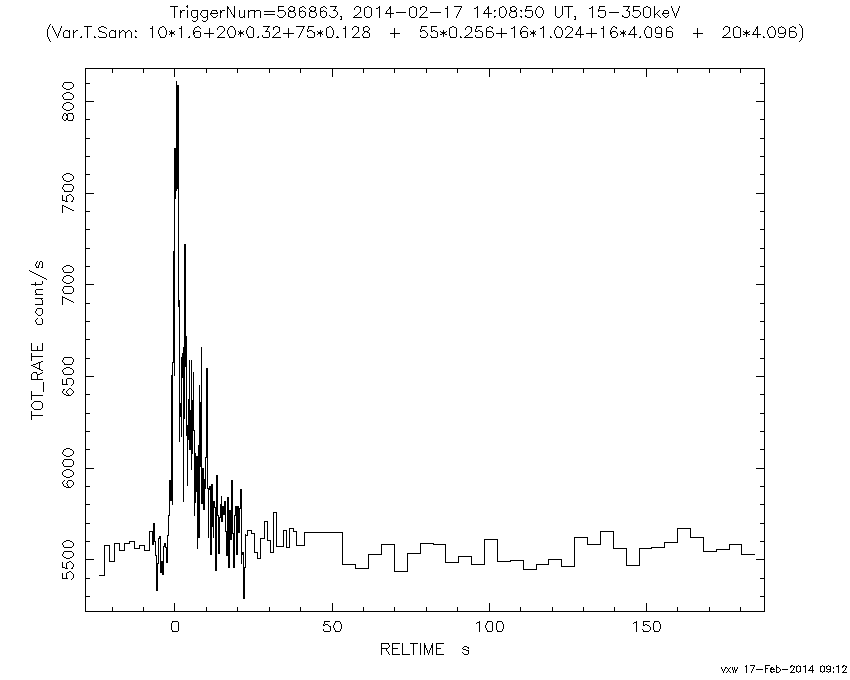 TriggerNum=586863, 2014-02-17 14:08:50 UT, 15-350keV
(Var.T.Sam: 10*1.6+20*0.32+75*0.128 + 55*0.256+16*1.024+16*4.096 + 20*4.096)
TOT_RATE count/s
8000
7500
7000
6500
6000
5500
0 50 100 150
RELTIME s
vxw 17-Feb-2014 09:12